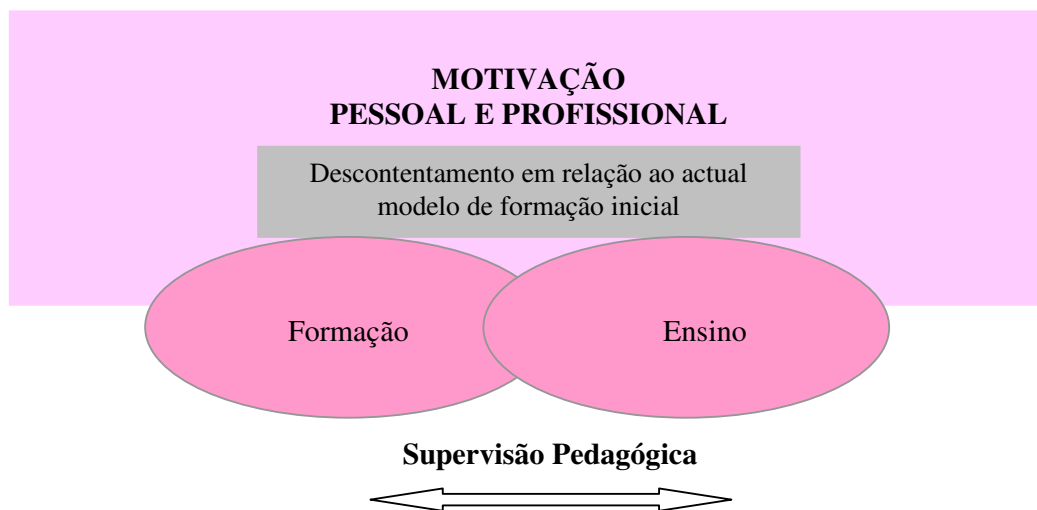 MOTIVAÇÃO
PESSOAL E PROFISSIONAL
Descontentamento em relação ao actual
modelo de formação inicial
Formação
Ensino
Supervisão Pedagógica